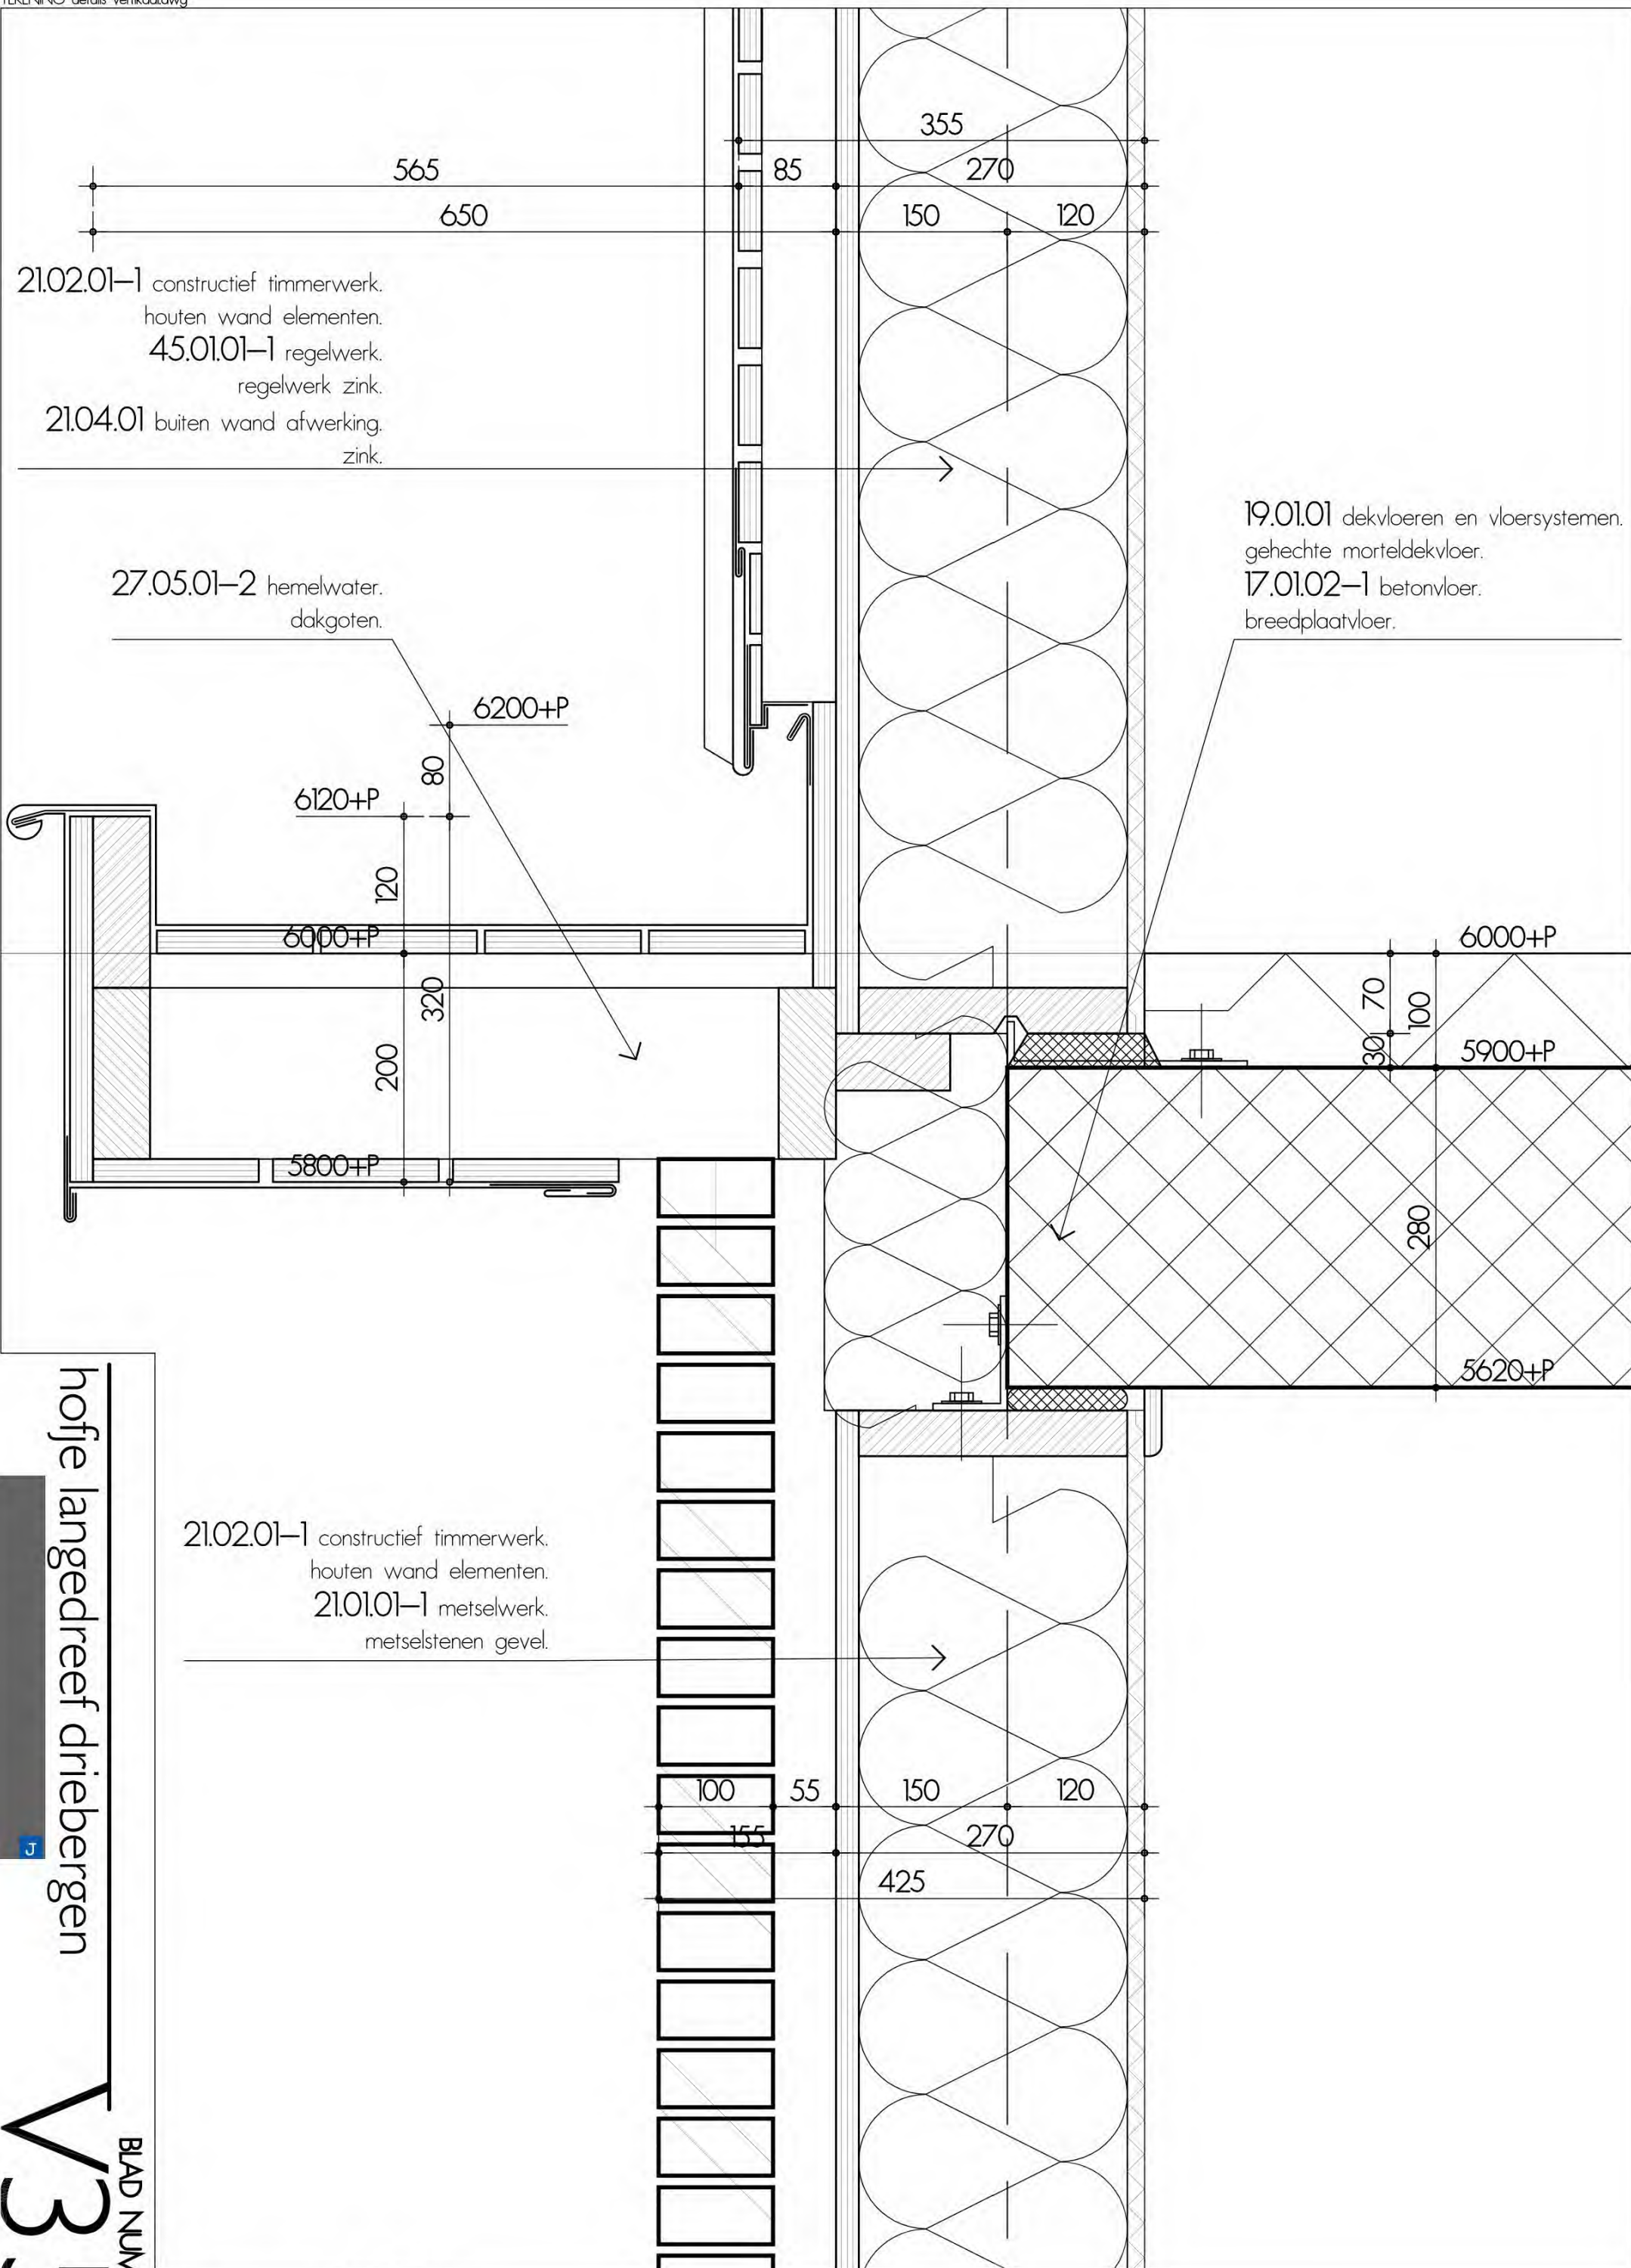 TEKENING details vertikaal.dwg
355
565
85
270
650
150
120
21.02.01-1 constructief timmerwerk.
houten wand elementen.
45.01.01-1 regelwerk.
regelwerk zink.
21.04.01 buiten wand afwerking.
zink.
19.01.01 dekvloeren en vloersystemen.
gehechte morteldekvloer.
17.01.02-1 betonvloer.
breedplaatvloer.
27.05.01-2 hemelwater.
dakgoten.
6200+P
80
6120+P
120
6000+P
320
200
5800+P
6000+P
70
100
30
5900+P
280
5620+P
21.02.01-1 constructief timmerwerk.
houten wand elementen.
21.01.01-1 metselwerk.
metselstenen gevel.
100
55
150
120
155
270
425
hofje langedreef driebergen
J
BLAD NUM
V3